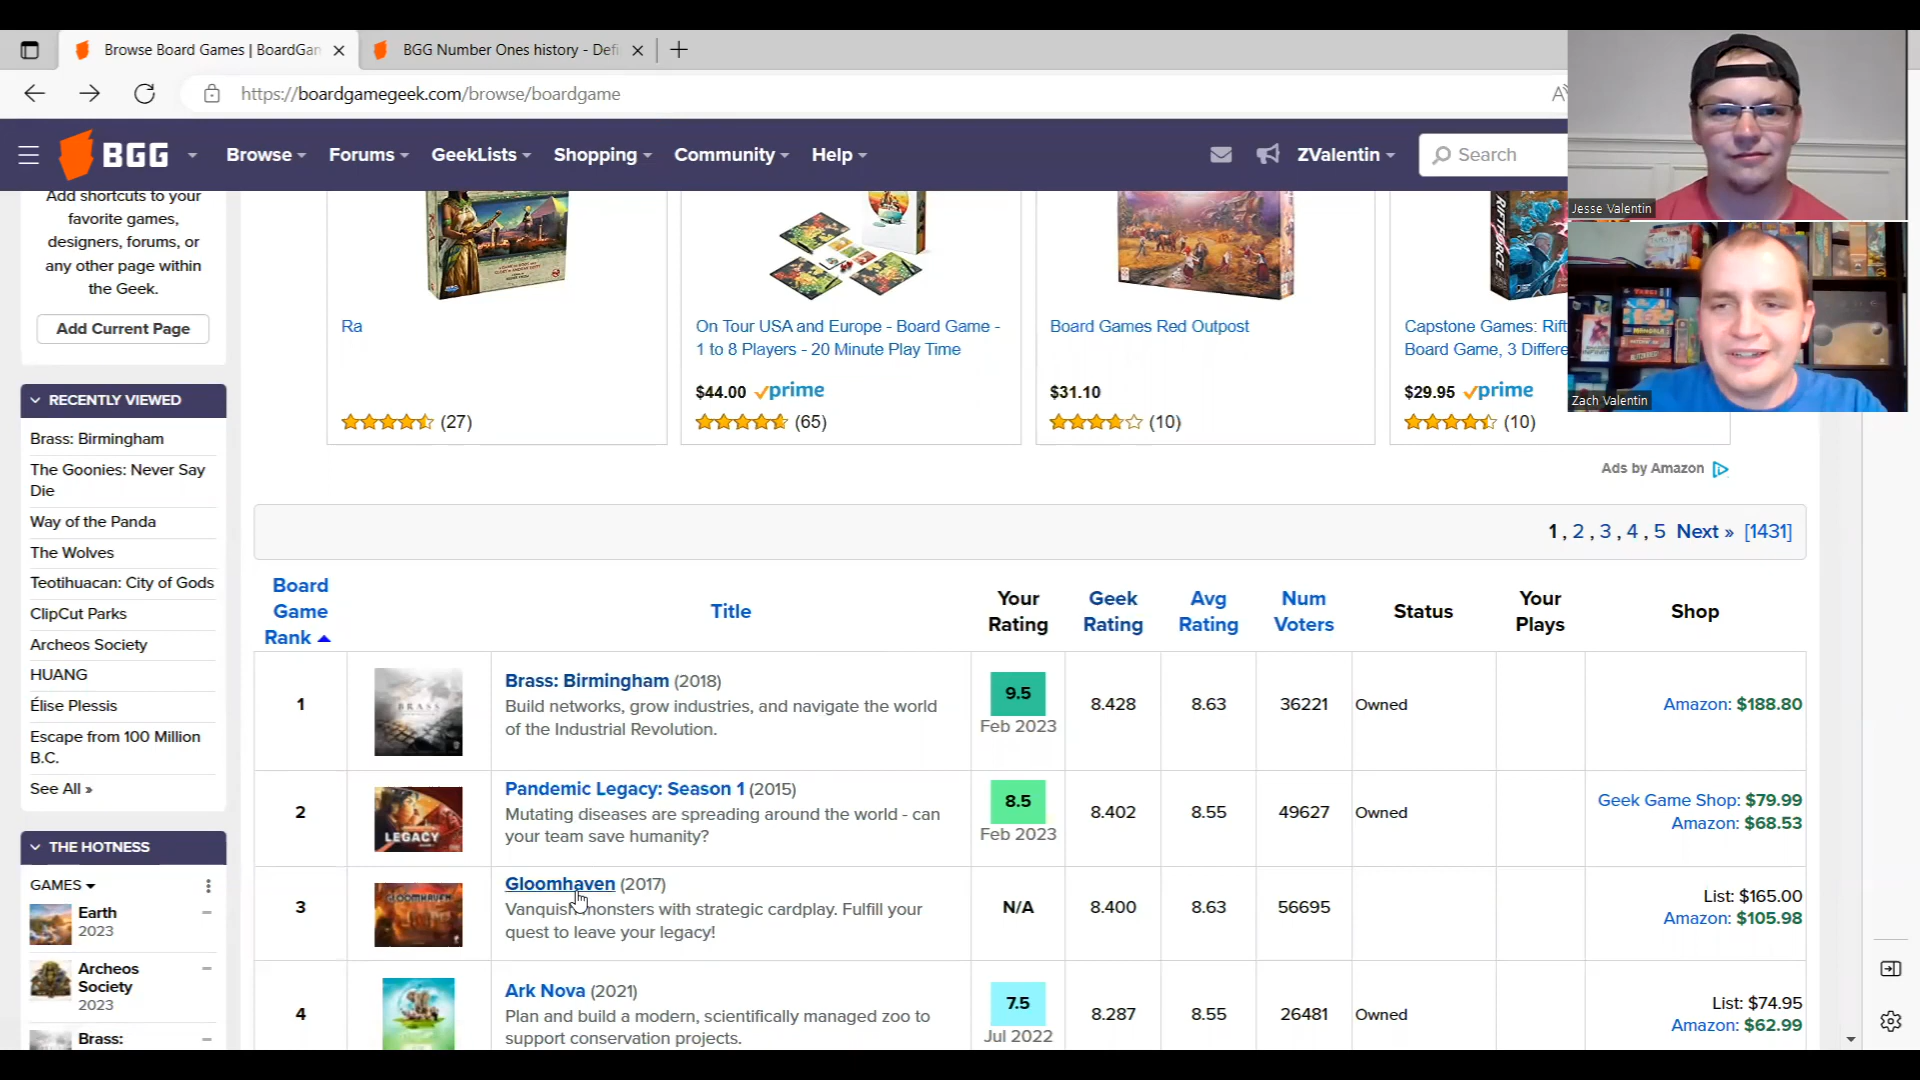 Browse Board Games | BoardGan
BGG Number Ones history - Defi
https://boardgamegeek.com/browse/boardgame
BGG
Browse
Forums
GeekLists
Shopping
Community
Help
ZValentin
Search
Jesse Valentin
Zach Valentin
Add shortcuts to your
favorite games,
designers, forums, or
any other page within
the Geek.
Add Current Page
RECENTLY VIEWED
Brass: Birmingham
The Goonies: Never Say
Die
Way of the Panda
The Wolves
Teotihuacan: City of Gods
ClipCut Parks
Archeos Society
HUANG
Élise Plessis
Escape from 100 Million
B.C.
See All »
THE HOTNESS
GAMES
Earth
2023
Archeos
Society
2023
Brass:
Ra
(27)
On Tour USA and Europe - Board Game -
1 to 8 Players - 20 Minute Play Time
$44.00 prime
(65)
Board Games Red Outpost
$31.10
(10)
RIFTFORCE
Capstone Games: Rift
Board Game, 3 Differe
$29.95 prime
(10)
Ads by Amazon
1 , 2 , 3 , 4 , 5 Next » [1431]
Board
Game
Rank
Title
Your
Rating
Geek
Rating
Avg
Rating
Num
Voters
Status
Your
Plays
Shop
1
BRASS
Brass: Birmingham (2018)
Build networks, grow industries, and navigate the world
of the Industrial Revolution.
9.5
Feb 2023
8.428
8.63
36221
Owned
Amazon: $188.80
2
LEGACY
Pandemic Legacy: Season 1 (2015)
Mutating diseases are spreading around the world - can
your team save humanity?
8.5
Feb 2023
8.402
8.55
49627
Owned
Geek Game Shop: $79.99
Amazon: $68.53
3
GLOOMHAVEN
Gloomhaven (2017)
Vanquish monsters with strategic cardplay. Fulfill your
quest to leave your legacy!
N/A
8.400
8.63
56695
List: $165.00
Amazon: $105.98
4
Ark Nova (2021)
Plan and build a modern, scientifically managed zoo to
support conservation projects.
7.5
Jul 2022
8.287
8.55
26481
Owned
List: $74.95
Amazon: $62.99